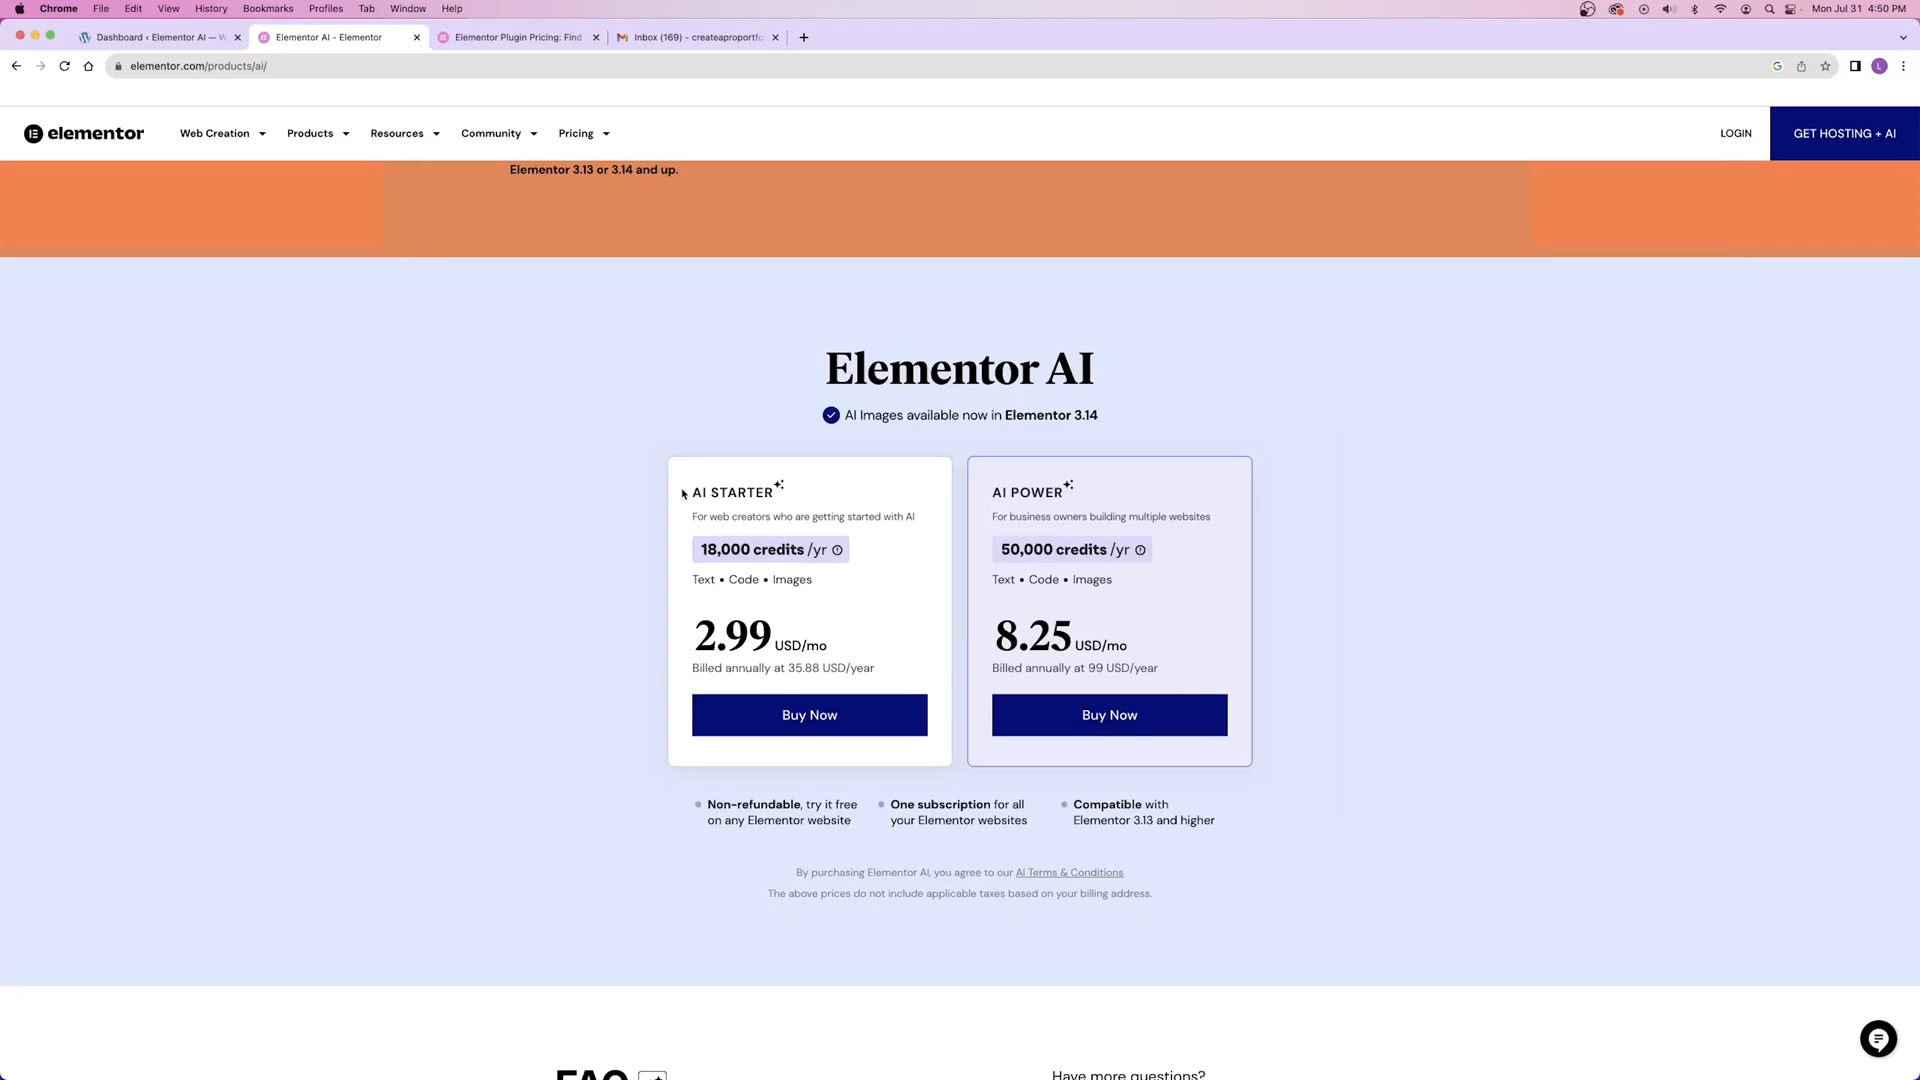 Chrome File Edit View History Bookmarks Profiles Tab Window Help Mon Jul 31 4:50 PM
Dashboard ‹ Elementor AI — W Elementor AI - Elementor Elementor Plugin Pricing: Find Inbox (169) - createaproportfo
elementor.com/products/ai/ G L
elementor Web Creation Products Resources Community Pricing LOGIN GET HOSTING + AI
Elementor 3.13 or 3.14 and up.
Elementor AI
AI Images available now in Elementor 3.14
AI STARTER
For web creators who are getting started with AI
18,000 credits /yr
Text • Code • Images
2.99 USD/mo
Billed annually at 35.88 USD/year
Buy Now
AI POWER
For business owners building multiple websites
50,000 credits /yr
Text • Code • Images
8.25 USD/mo
Billed annually at 99 USD/year
Buy Now
Non-refundable, try it free
on any Elementor website
One subscription for all
your Elementor websites
Compatible with
Elementor 3.13 and higher
By purchasing Elementor AI, you agree to our AI Terms & Conditions
The above prices do not include applicable taxes based on your billing address.
FAQ
Have more questions?